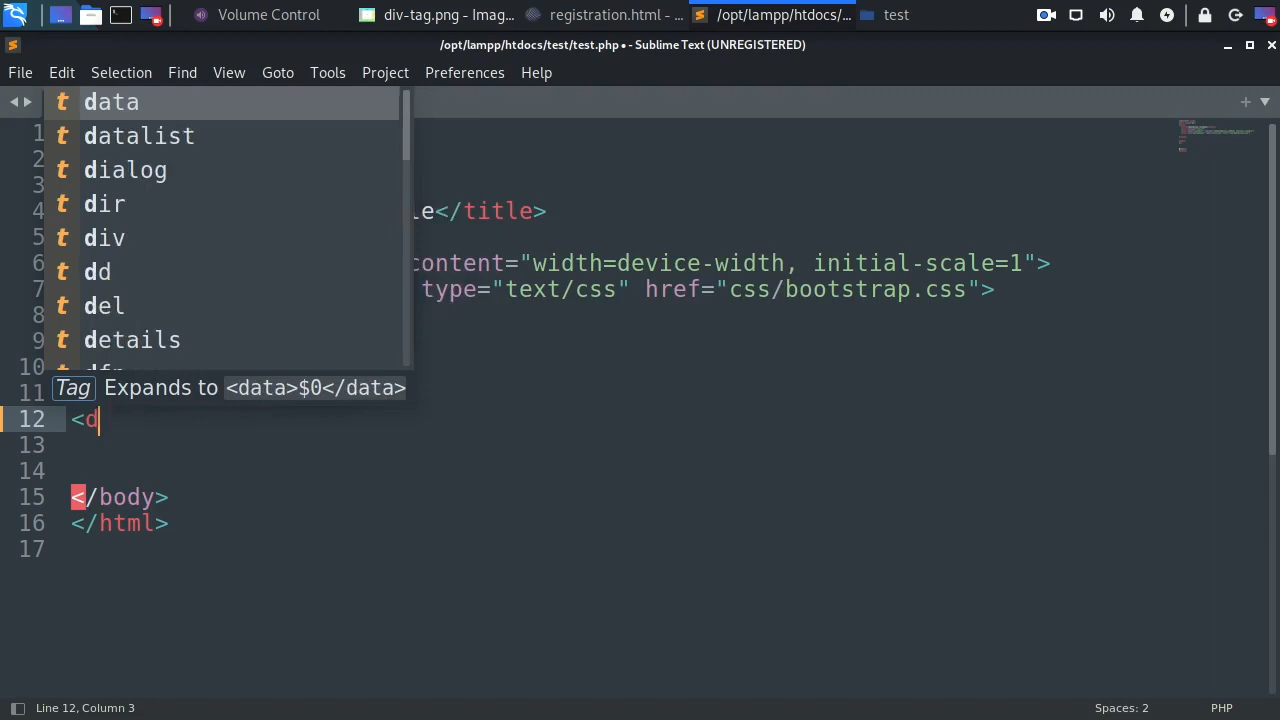 Volume Control
div-tag.png - Imag...
registration.html - ...
/opt/lampp/htdocs/...
test
/opt/lampp/htdocs/test/test.php • - Sublime Text (UNREGISTERED)
File Edit Selection Find View Goto Tools Project Preferences Help
t data
t datalist
t dialog
t dir
t div
t dd
t del
t details
t dfn
Tag Expands to <data>$0</data>
1
2
3
4 le</title>
5
6 content="width=device-width, initial-scale=1">
7 type="text/css" href="css/bootstrap.css">
8
9
10
11
12 <d
13
14
15 </body>
16 </html>
17
Line 12, Column 3
Spaces: 2
PHP